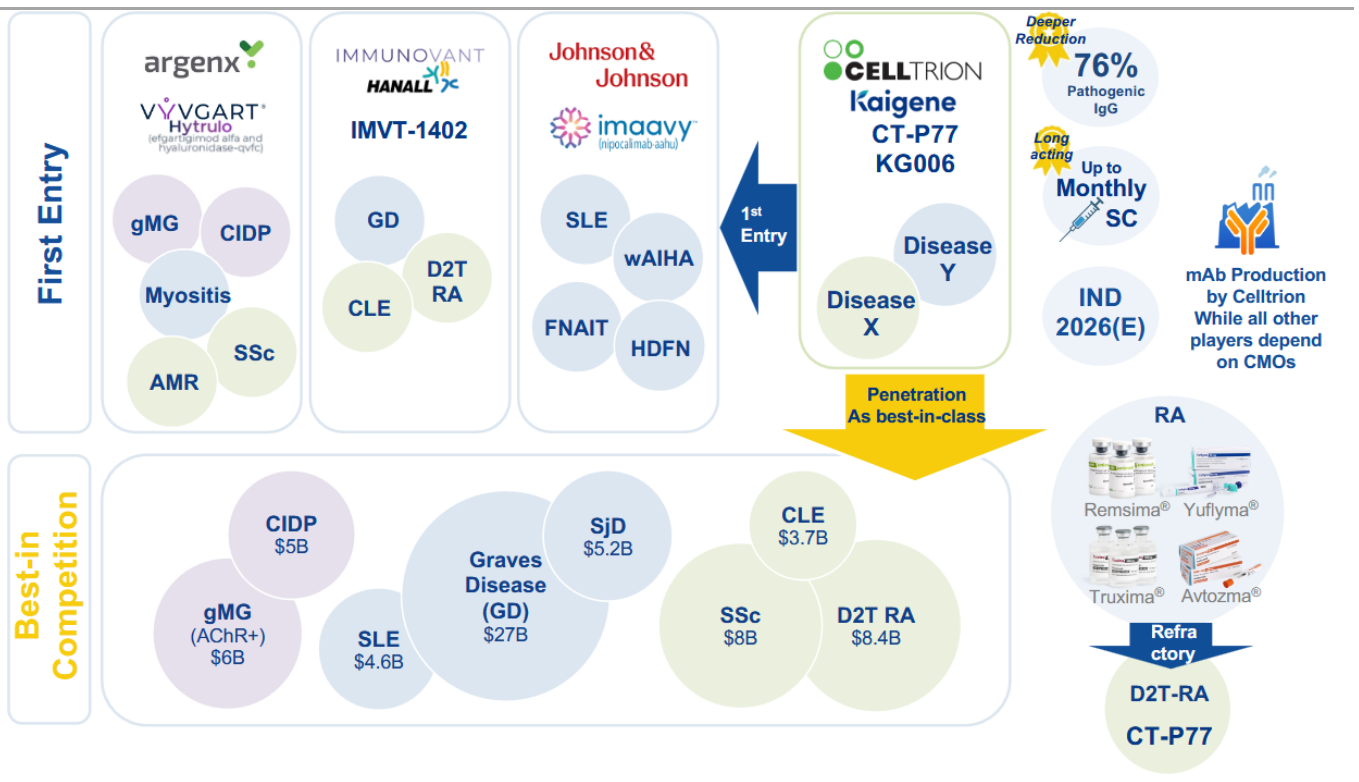 First Entry
argenx
VYVGART®
Hytrulo
(efgartigimod alfa and
hyaluronidase-qvfc)
gMG
CIDP
Myositis
SSc
AMR
IMMUNOVANT
HANALL
IMVT-1402
GD
D2T
RA
CLE
Johnson&
Johnson
imaavy™
(nipocalimab-aahu)
SLE
wAIHA
FNAIT
HDFN
1st
Entry
CELLTRION
Kaigene
CT-P77
KG006
Disease
Y
Disease
X
Deeper
Reduction
76%
Pathogenic
IgG
Long
acting
Up to
Monthly
SC
IND
2026(E)
mAb Production
by Celltrion
While all other
players depend
on CMOs
Penetration
As best-in-class
Best-in
Competition
CIDP
$5B
gMG
(AChR+)
$6B
SLE
$4.6B
Graves
Disease
(GD)
$27B
SjD
$5.2B
CLE
$3.7B
SSc
$8B
D2T RA
$8.4B
RA
Remsima® Yuflyma®
Truxima® Avtozma®
Refra
ctory
D2T-RA
CT-P77